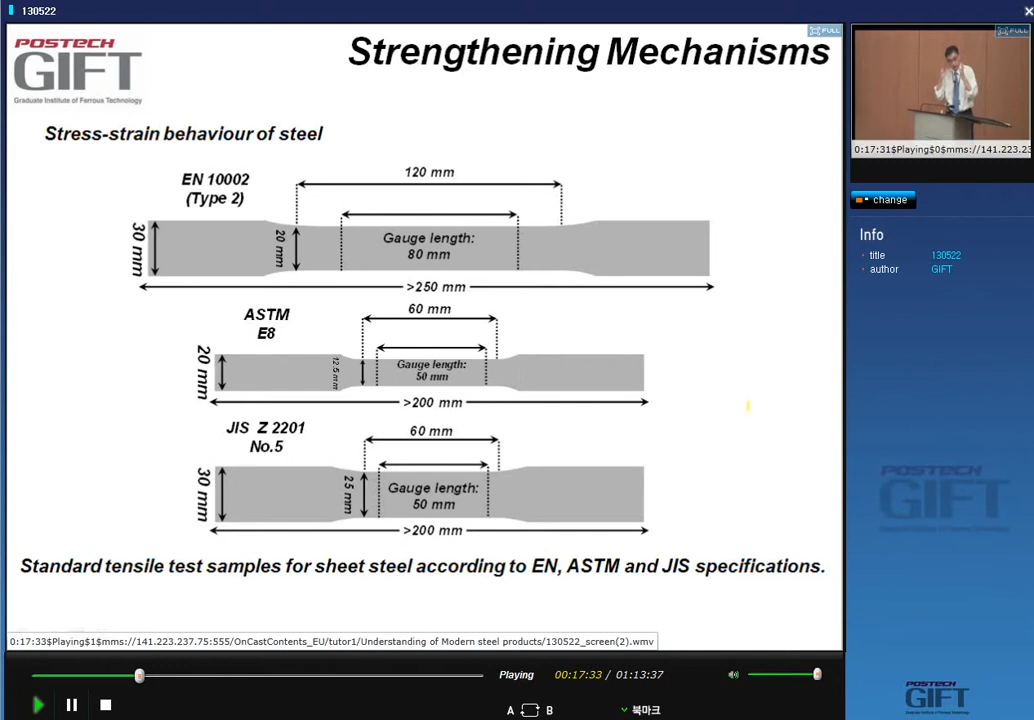 130522
POSTECH
GIFT
Graduate Institute of Ferrous Technology
Strengthening Mechanisms
FULL
FULL
Stress-strain behaviour of steel
EN 10002
(Type 2)
120 mm
30 mm
20 mm
Gauge length:
80 mm
>250 mm
ASTM
E8
60 mm
20 mm
12.5 mm
Gauge length:
50 mm
>200 mm
JIS Z 2201
No.5
60 mm
30 mm
25 mm
Gauge length:
50 mm
>200 mm
Standard tensile test samples for sheet steel according to EN, ASTM and JIS specifications.
0:17:33$Playing$1$mms://141.223.237.75:555/OnCastContents_EU/tutor1/Understanding of Modern steel products/130522_screen(2).wmv
0:17:31$Playing$0$mms://141.223.23
change
Info
title 130522
author GIFT
POSTECH
GIFT
Playing 00:17:33 / 01:13:37
A B 북마크
POSTECH
GIFT